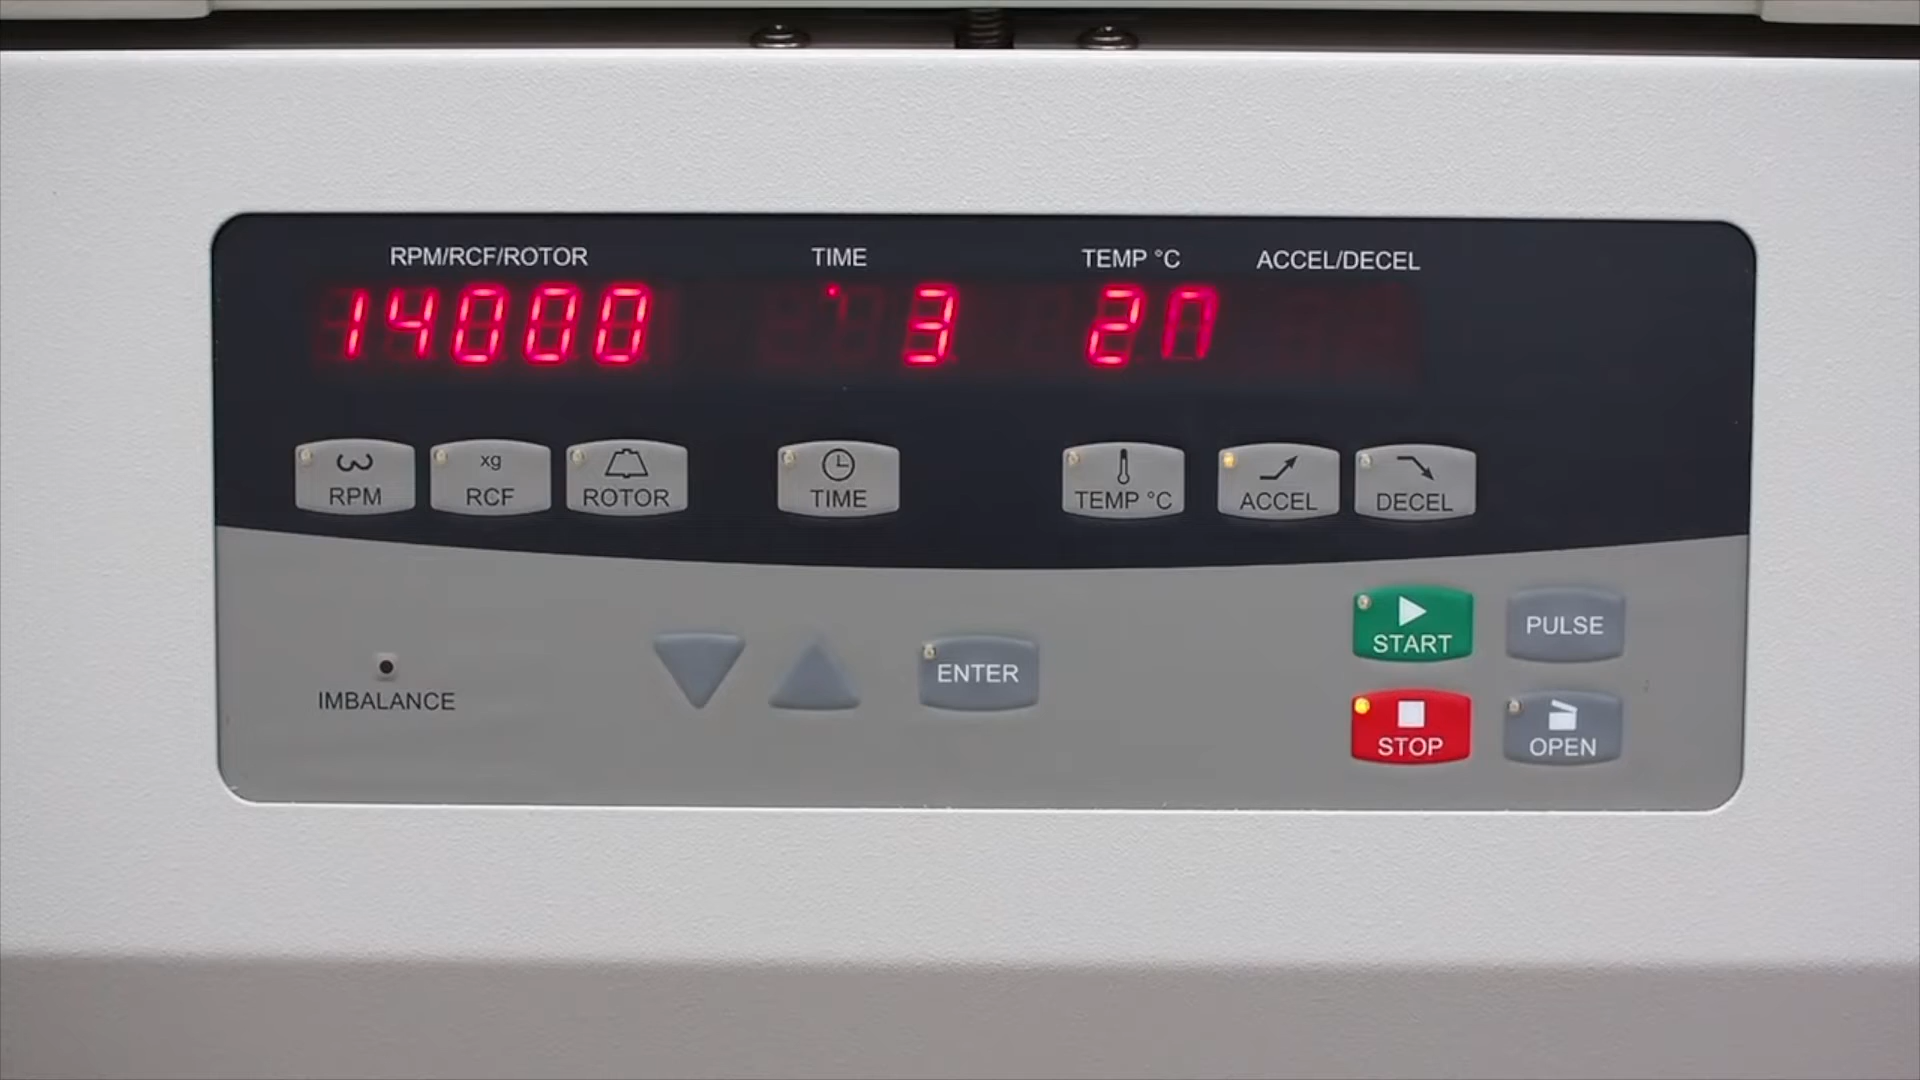 RPM/RCF/ROTOR TIME TEMP °C ACCEL/DECEL
14000 3 2
RPM xg RCF ROTOR TIME TEMP °C ACCEL DECEL
START PULSE
IMBALANCE ENTER
STOP OPEN